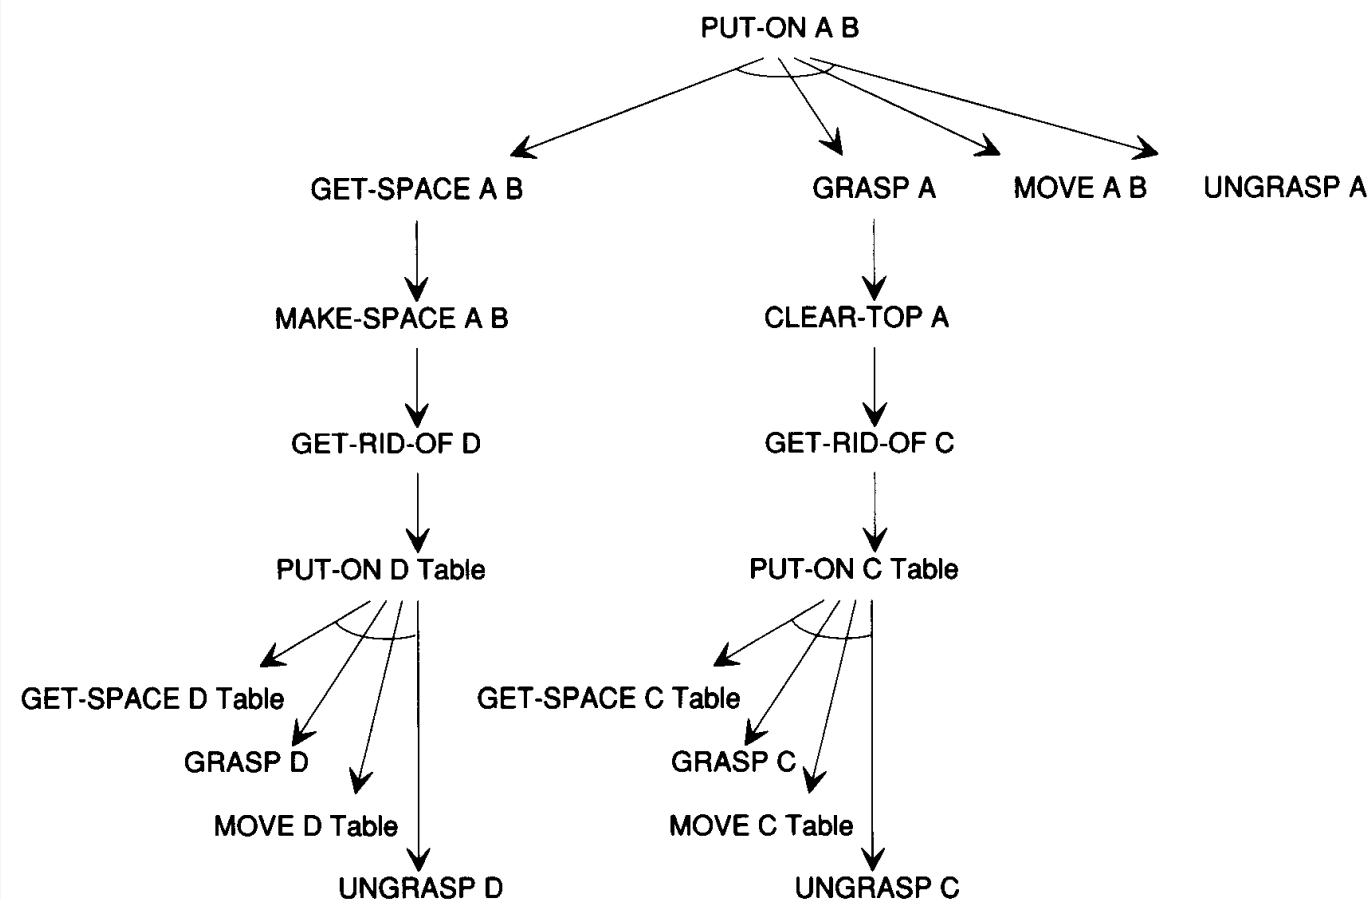 PUT-ON A B
GET-SPACE A B
GRASP A
MOVE A B
UNGRASP A
MAKE-SPACE A B
CLEAR-TOP A
GET-RID-OF D
GET-RID-OF C
PUT-ON D Table
PUT-ON C Table
GET-SPACE D Table
GET-SPACE C Table
GRASP D
GRASP C
MOVE D Table
MOVE C Table
UNGRASP D
UNGRASP C